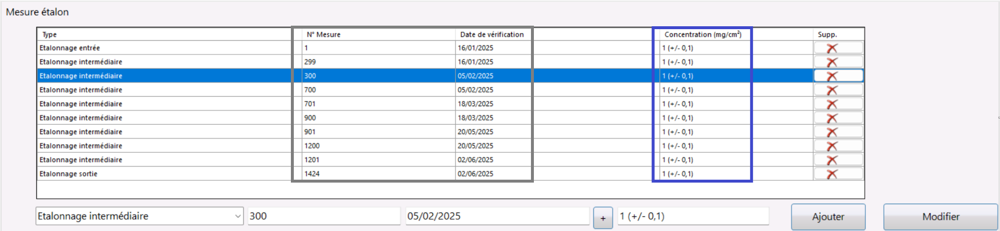 Mesure étalon
Type N° Mesure Date de vérification Concentration (mg/cm²) Supp.
Etalonnage entrée 1 16/01/2025 1 (+/- 0,1)
Etalonnage intermédiaire 299 16/01/2025 1 (+/- 0,1)
Etalonnage intermédiaire 300 05/02/2025 1 (+/- 0,1)
Etalonnage intermédiaire 700 05/02/2025 1 (+/- 0,1)
Etalonnage intermédiaire 701 18/03/2025 1 (+/- 0,1)
Etalonnage intermédiaire 900 18/03/2025 1 (+/- 0,1)
Etalonnage intermédiaire 901 20/05/2025 1 (+/- 0,1)
Etalonnage intermédiaire 1200 20/05/2025 1 (+/- 0,1)
Etalonnage intermédiaire 1201 02/06/2025 1 (+/- 0,1)
Etalonnage sortie 1424 02/06/2025 1 (+/- 0,1)
Etalonnage intermédiaire 300 05/02/2025 + 1 (+/- 0,1) Ajouter Modifier